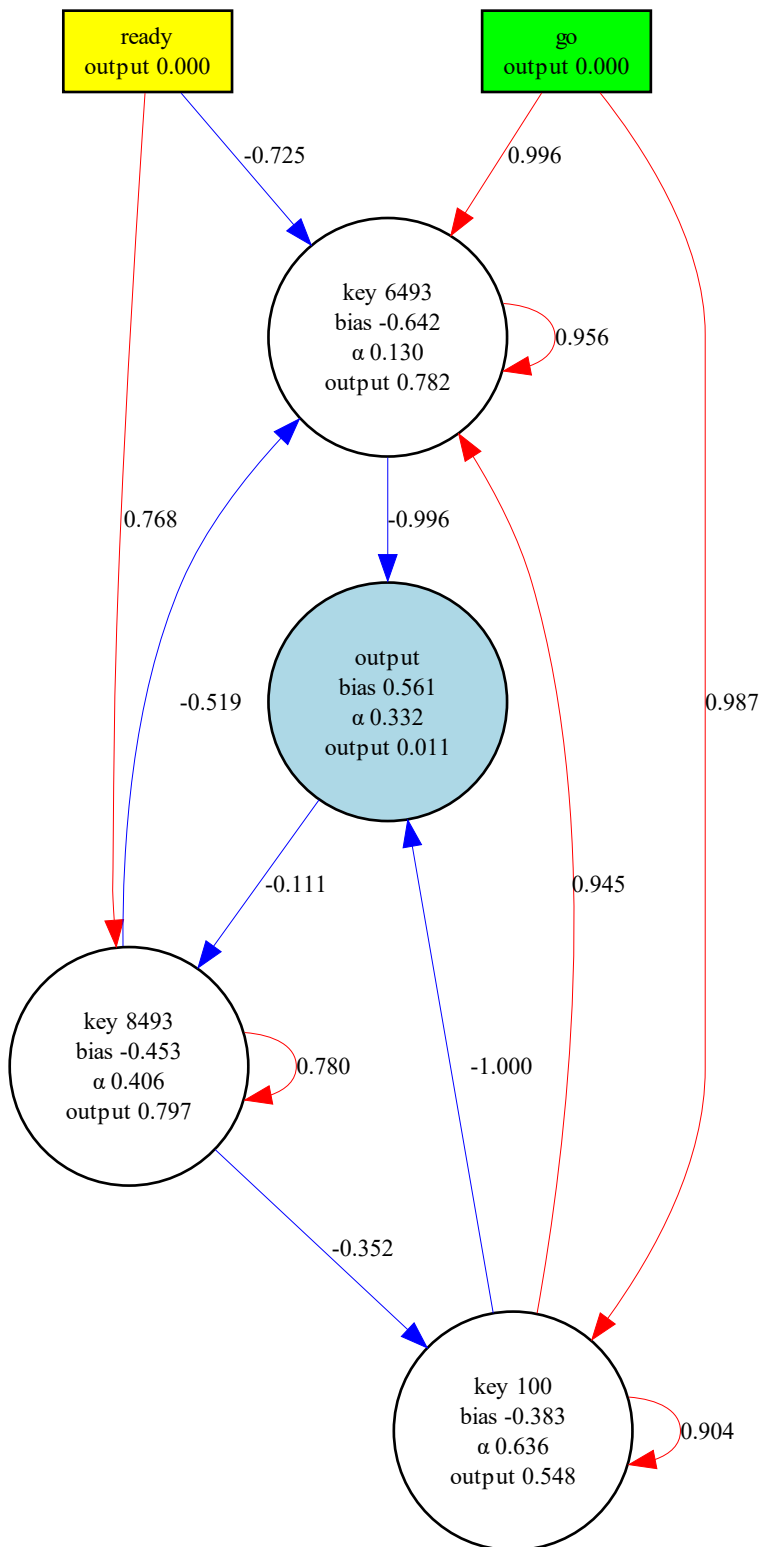 ready
output 0.000
go
output 0.000
-0.725
0.996
key 6493
bias -0.642
α 0.130
output 0.782
0.956
0.768
-0.996
-0.519
output
bias 0.561
α 0.332
output 0.011
0.987
-0.111
0.945
key 8493
bias -0.453
α 0.406
output 0.797
0.780
-1.000
-0.352
key 100
bias -0.383
α 0.636
output 0.548
0.904